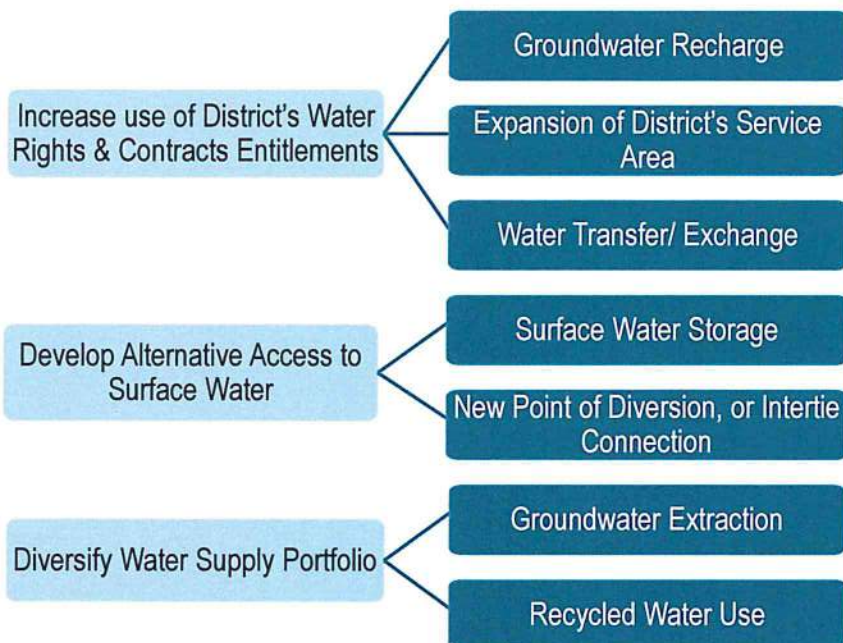 Increase use of District's Water
Rights & Contracts Entitlements
Groundwater Recharge
Expansion of District's Service
Area
Water Transfer/ Exchange
Develop Alternative Access to
Surface Water
Surface Water Storage
New Point of Diversion, or Intertie
Connection
Diversify Water Supply Portfolio
Groundwater Extraction
Recycled Water Use